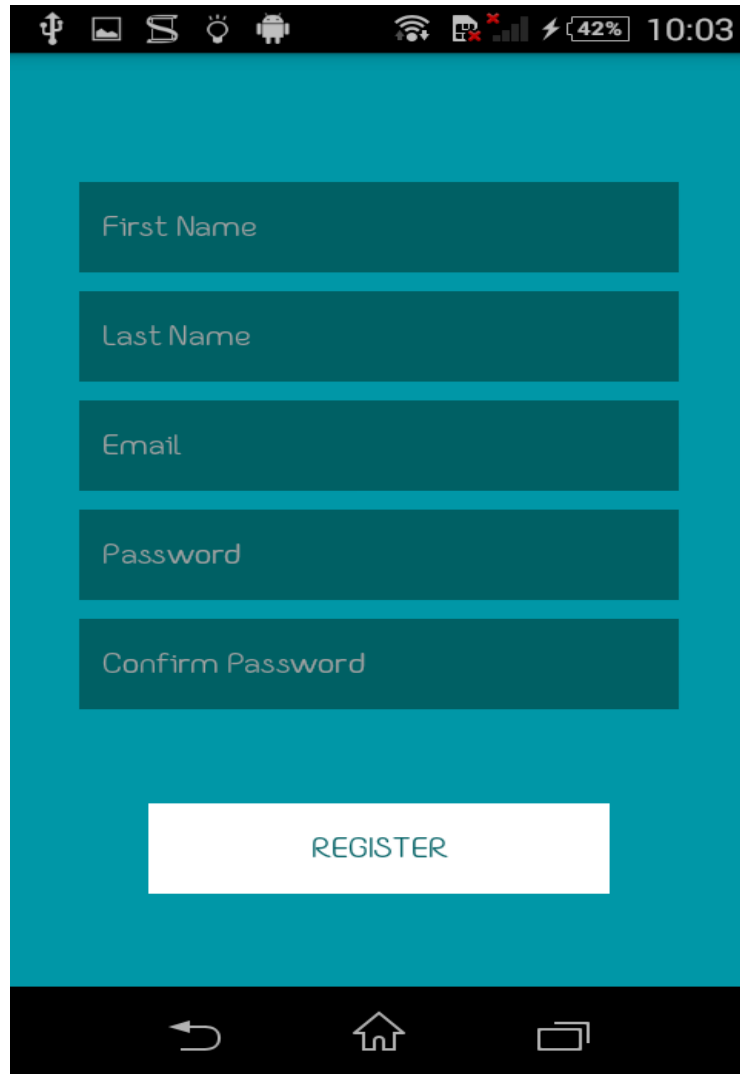 42% 10:03
First Name
Last Name
Email
Password
Confirm Password
REGISTER